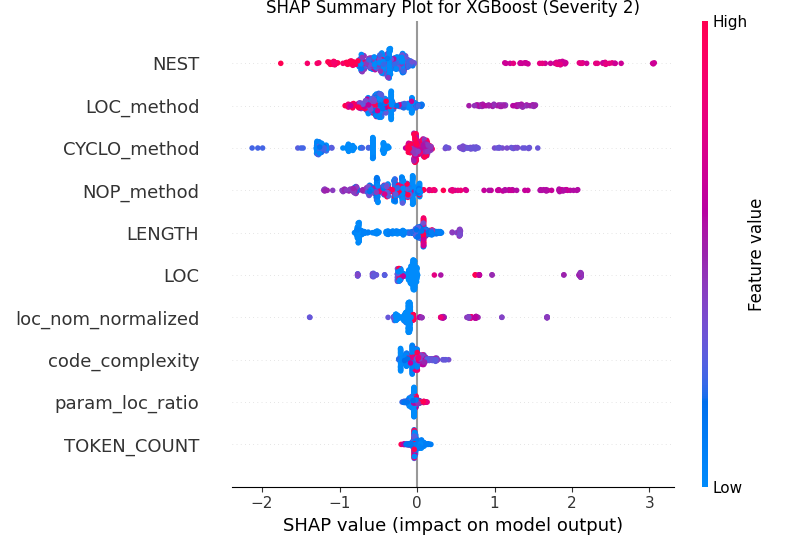 SHAP Summary Plot for XGBoost (Severity 2)
High
NEST
LOC_method
CYCLO_method
NOP_method
LENGTH
LOC
loc_nom_normalized
code_complexity
param_loc_ratio
TOKEN_COUNT
Feature value
Low
−2 −1 0 1 2 3
SHAP value (impact on model output)